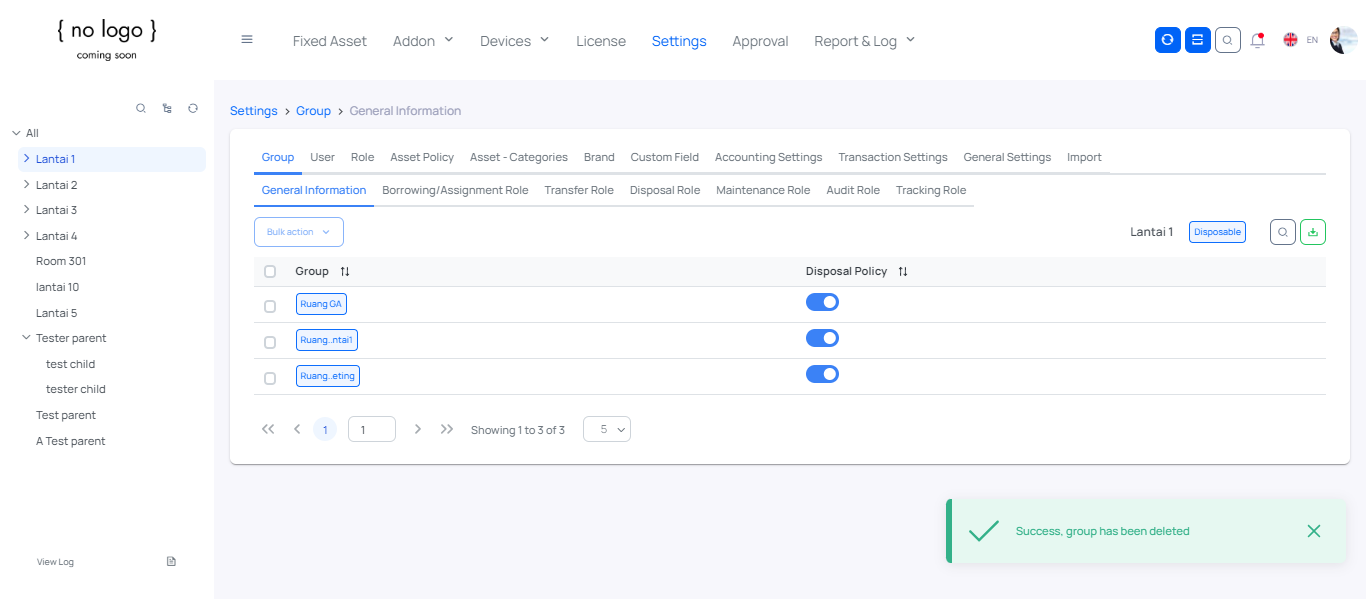 { no logo }
coming soon
Fixed Asset Addon Devices License Settings Approval Report & Log EN
All
Lantai 1
Lantai 2
Lantai 3
Lantai 4
Room 301
lantai 10
Lantai 5
Tester parent
test child
tester child
Test parent
A Test parent
View Log
Settings > Group > General Information
Group User Role Asset Policy Asset - Categories Brand Custom Field Accounting Settings Transaction Settings General Settings Import
General Information Borrowing/Assignment Role Transfer Role Disposal Role Maintenance Role Audit Role Tracking Role
Bulk action Lantai 1 Disposable
Group Disposal Policy
Ruang GA
Ruang..ntai1
Ruang..eting
1 1 Showing 1 to 3 of 3 5
Success, group has been deleted